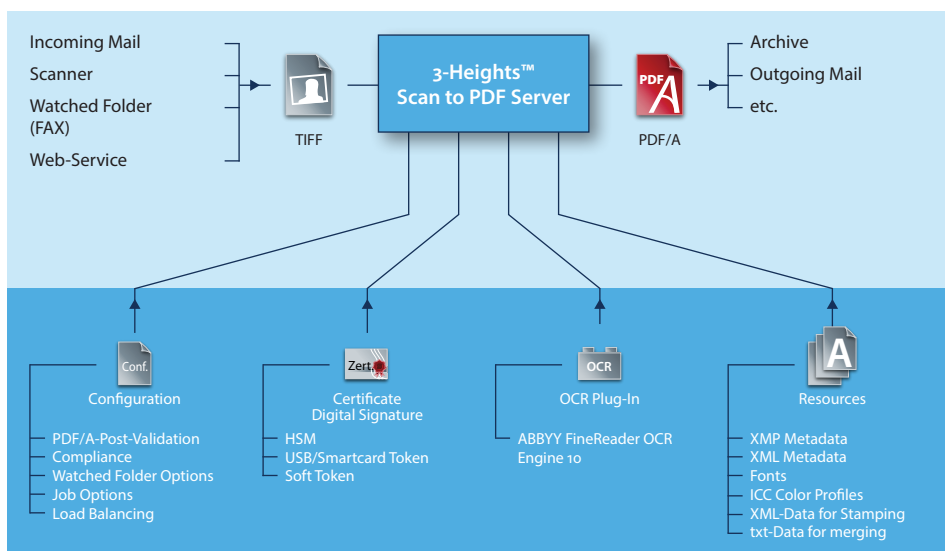 Incoming Mail
Scanner
Watched Folder
(FAX)
Web-Service
TIFF
3-Heights™
Scan to PDF Server
PDF
A
PDF/A
Archive
Outgoing Mail
etc.
Conf.
Configuration
PDF/A-Post-Validation
Compliance
Watched Folder Options
Job Options
Load Balancing
Zert.
Certificate
Digital Signature
HSM
USB/Smartcard Token
Soft Token
OCR
OCR Plug-In
ABBYY FineReader OCR
Engine 10
A
Resources
XMP Metadata
XML Metadata
Fonts
ICC Color Profiles
XML-Data for Stamping
txt-Data for merging